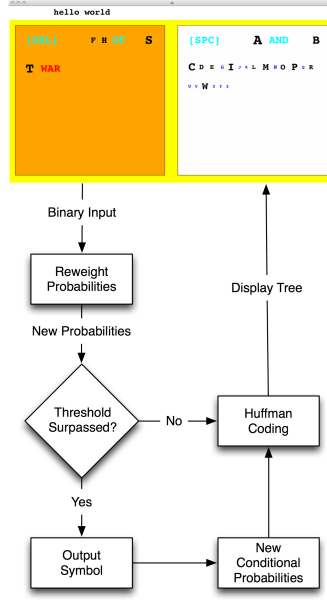 hello world
[DEL] F H OF S
[SPC] A AND B
T WAR
C D E G I J K L M N O P Q R
U V W X Y Z
Binary Input
Reweight
Probabilities
Display Tree
New Probabilities
Threshold
Surpassed?
No
Huffman
Coding
Yes
Output
Symbol
New
Conditional
Probabilities